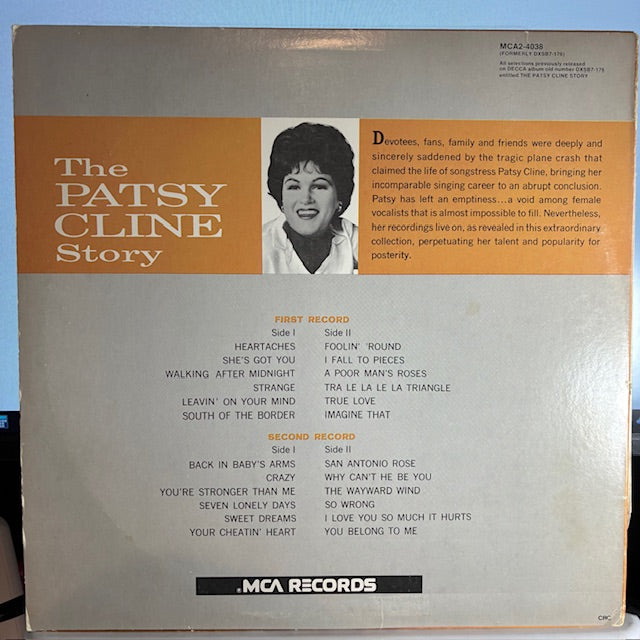 MCA2-4038
(FORMERLY DXSB7-176)
All selections previously released
on DECCA album old number DXSB7-176
entitled THE PATSY CLINE STORY
The
PATSY
CLINE
Story
Devotees, fans, family and friends were deeply and
sincerely saddened by the tragic plane crash that
claimed the life of songstress Patsy Cline, bringing her
incomparable singing career to an abrupt conclusion.
Patsy has left an emptiness...a void among female
vocalists that is almost impossible to fill. Nevertheless,
her recordings live on, as revealed in this extraordinary
collection, perpetuating her talent and popularity for
posterity.
FIRST RECORD
Side I
HEARTACHES
SHE'S GOT YOU
WALKING AFTER MIDNIGHT
STRANGE
LEAVIN' ON YOUR MIND
SOUTH OF THE BORDER
Side II
FOOLIN' 'ROUND
I FALL TO PIECES
A POOR MAN'S ROSES
TRA LE LA LE LA TRIANGLE
TRUE LOVE
IMAGINE THAT
SECOND RECORD
Side I
BACK IN BABY'S ARMS
CRAZY
YOU'RE STRONGER THAN ME
SEVEN LONELY DAYS
SWEET DREAMS
YOUR CHEATIN' HEART
Side II
SAN ANTONIO ROSE
WHY CAN'T HE BE YOU
THE WAYWARD WIND
SO WRONG
I LOVE YOU SO MUCH IT HURTS
YOU BELONG TO ME
MCA RECORDS
CRC